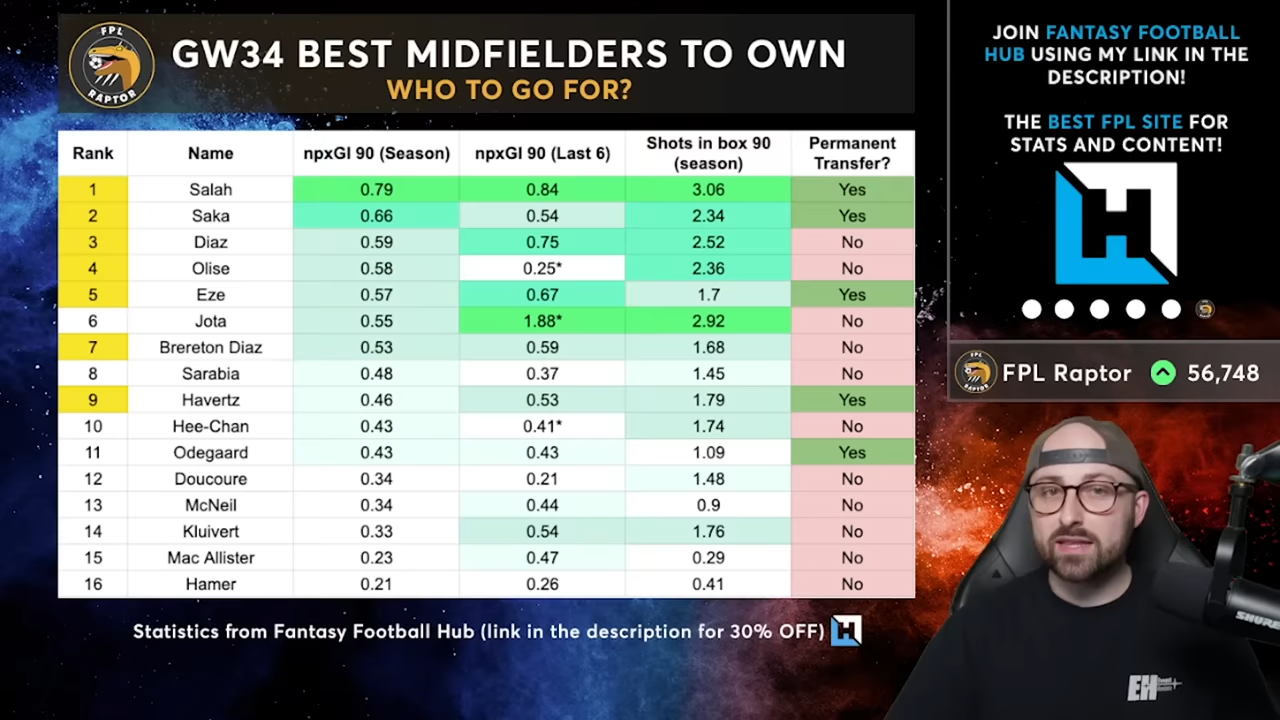 FPL
RAPTOR
GW34 BEST MIDFIELDERS TO OWN
WHO TO GO FOR?
Rank Name npxGI 90 (Season) npxGI 90 (Last 6) Shots in box 90 (season) Permanent Transfer?
1 Salah 0.79 0.84 3.06 Yes
2 Saka 0.66 0.54 2.34 Yes
3 Diaz 0.59 0.75 2.52 No
4 Olise 0.58 0.25* 2.36 No
5 Eze 0.57 0.67 1.7 Yes
6 Jota 0.55 1.88* 2.92 No
7 Brereton Diaz 0.53 0.59 1.68 No
8 Sarabia 0.48 0.37 1.45 No
9 Havertz 0.46 0.53 1.79 Yes
10 Hee-Chan 0.43 0.41* 1.74 No
11 Odegaard 0.43 0.43 1.09 Yes
12 Doucoure 0.34 0.21 1.48 No
13 McNeil 0.34 0.44 0.9 No
14 Kluivert 0.33 0.54 1.76 No
15 Mac Allister 0.23 0.47 0.29 No
16 Hamer 0.21 0.26 0.41 No
Statistics from Fantasy Football Hub (link in the description for 30% OFF)
JOIN FANTASY FOOTBALL
HUB USING MY LINK IN THE
DESCRIPTION!
THE BEST FPL SITE FOR
STATS AND CONTENT!
H
FPL Raptor 56,748
SHURE
EH